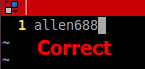 1 allen688
~
~ Correct